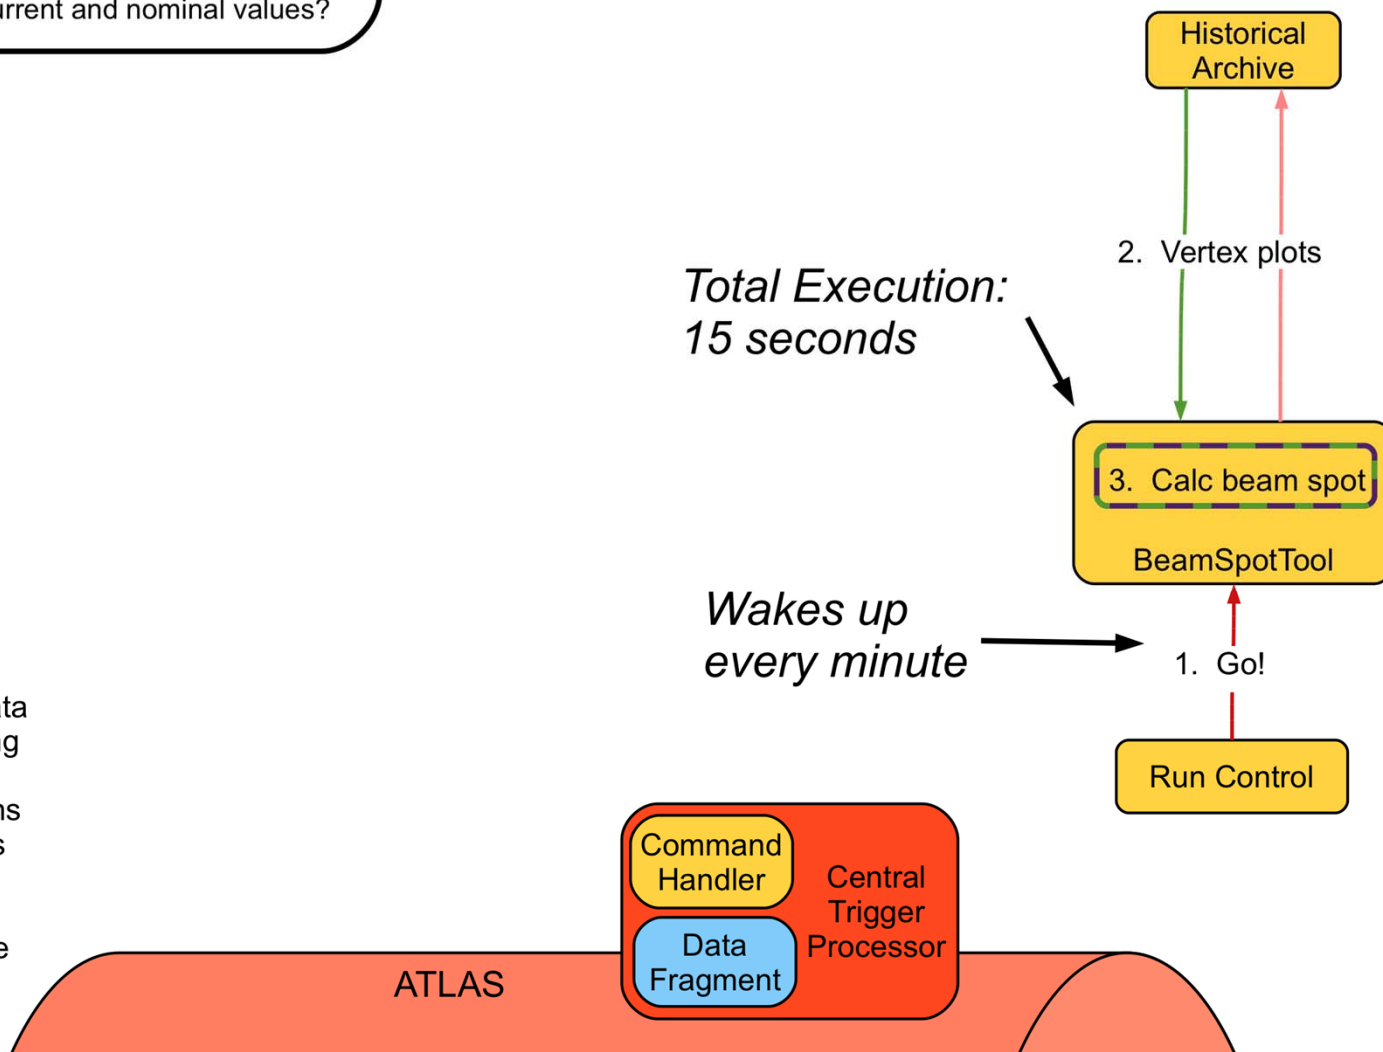 urrent and nominal values?
Historical
Archive
2. Vertex plots
Total Execution:
15 seconds
3. Calc beam spot
BeamSpotTool
Wakes up
every minute
1. Go!
Run Control
ta
g
ns
s
e
Command
Handler
Central
Trigger
Processor
Data
Fragment
ATLAS